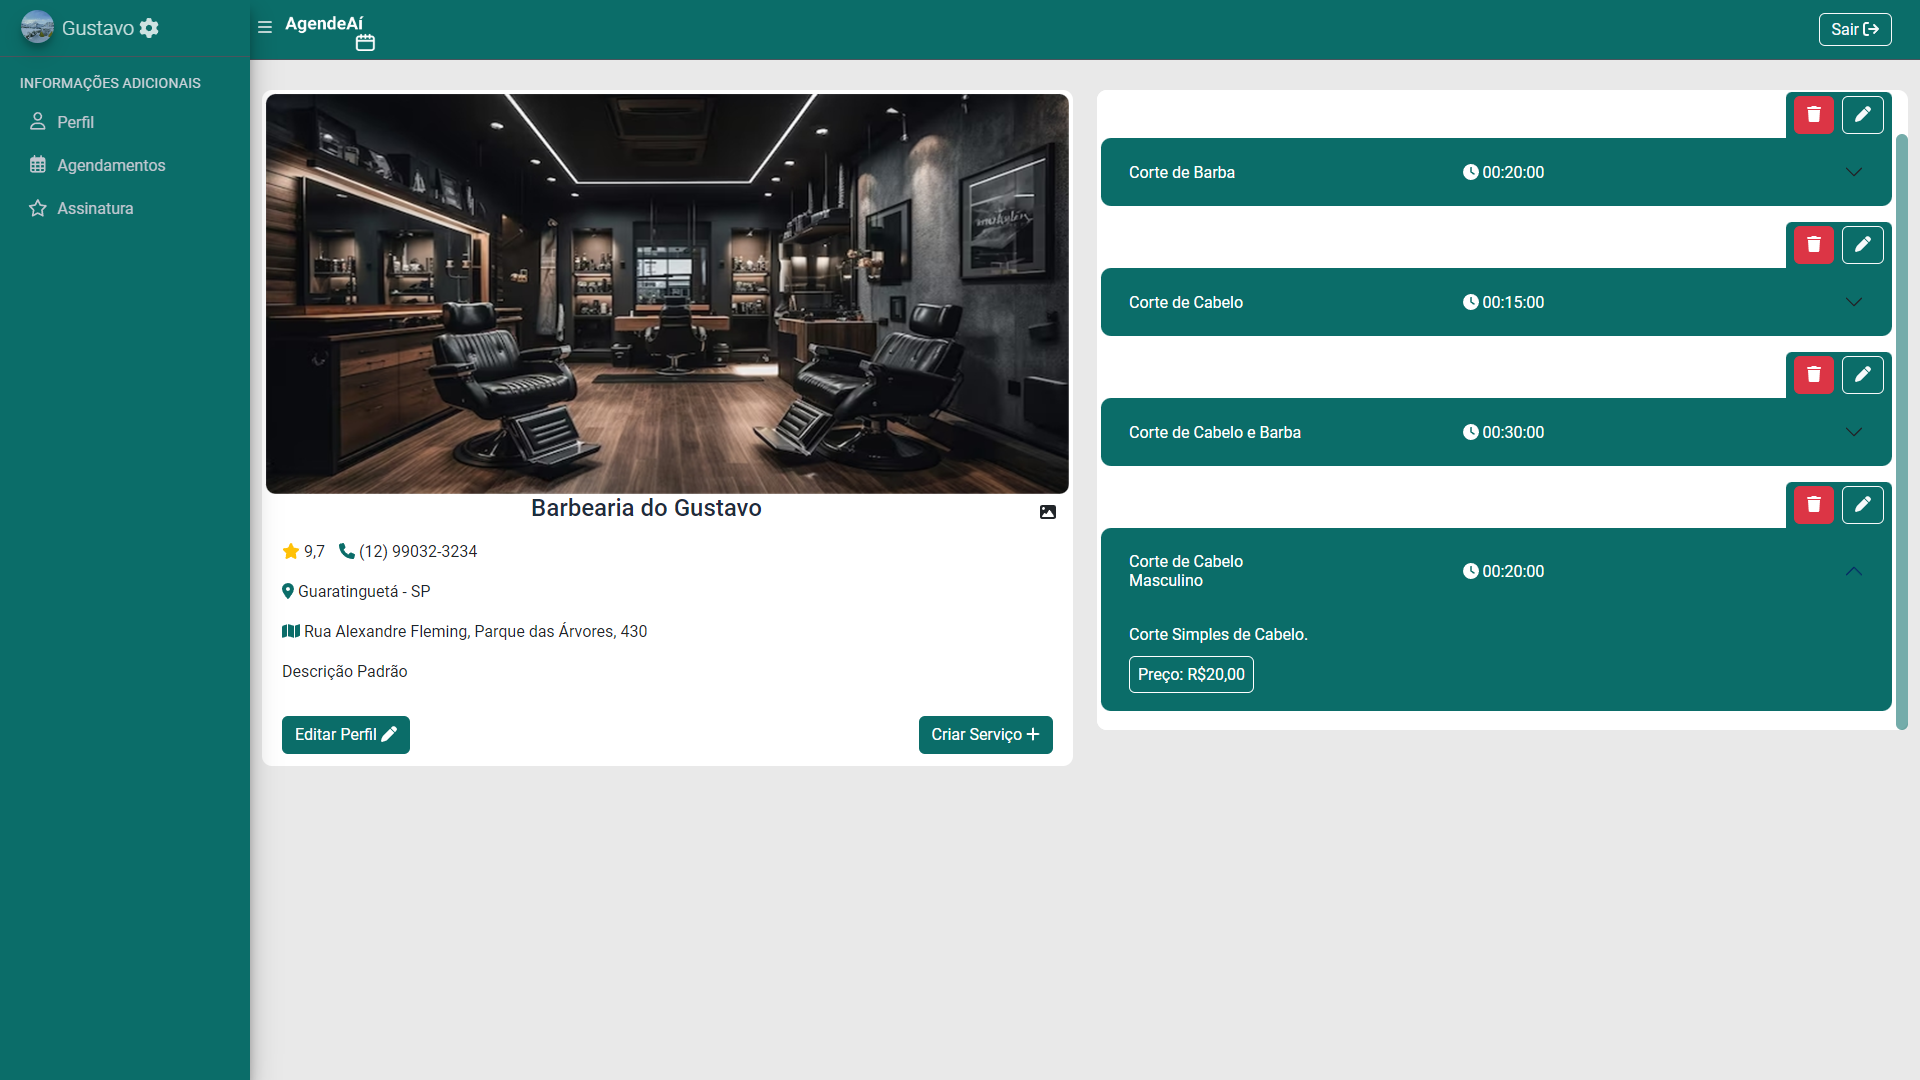 Gustavo
INFORMAÇÕES ADICIONAIS
Perfil
Agendamentos
Assinatura
AgendeAí
Sair
Barbearia do Gustavo
9,7 (12) 99032-3234
Guaratinguetá - SP
Rua Alexandre Fleming, Parque das Árvores, 430
Descrição Padrão
Editar Perfil
Criar Serviço
Corte de Barba 00:20:00
Corte de Cabelo 00:15:00
Corte de Cabelo e Barba 00:30:00
Corte de Cabelo
Masculino
00:20:00
Corte Simples de Cabelo.
Preço: R$20,00